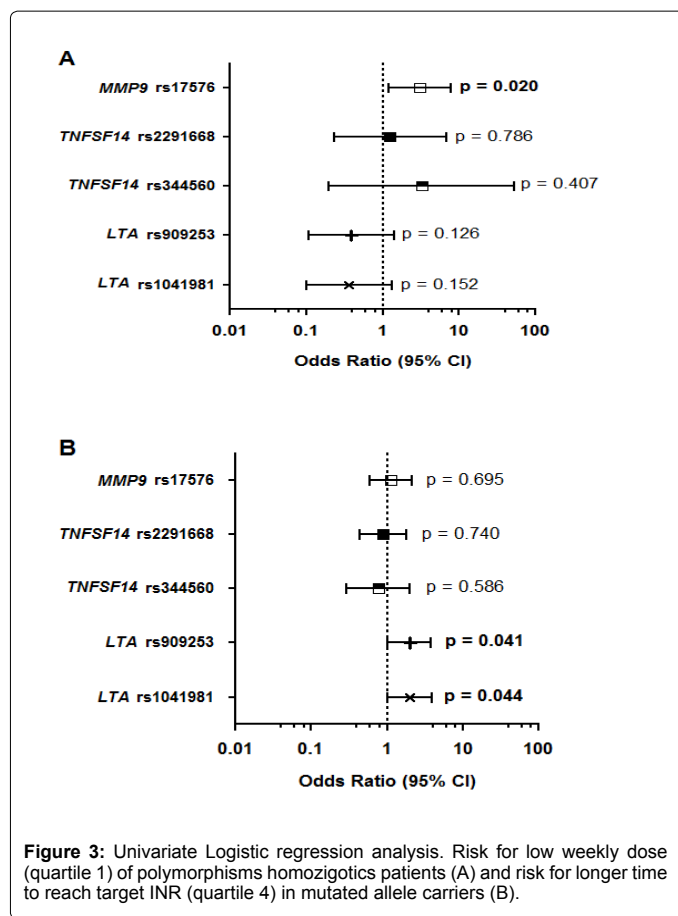 A
MMP9 rs17576
p = 0.020
TNFSF14 rs2291668
p = 0.786
TNFSF14 rs344560
p = 0.407
LTA rs909253
p = 0.126
LTA rs1041981
p = 0.152
0.01 0.1 1 10 100
Odds Ratio (95% CI)
B
MMP9 rs17576
p = 0.695
TNFSF14 rs2291668
p = 0.740
TNFSF14 rs344560
p = 0.586
LTA rs909253
p = 0.041
LTA rs1041981
p = 0.044
0.01 0.1 1 10 100
Odds Ratio (95% CI)
Figure 3: Univariate Logistic regression analysis. Risk for low weekly dose
(quartile 1) of polymorphisms homozigotics patients (A) and risk for longer time
to reach target INR (quartile 4) in mutated allele carriers (B).